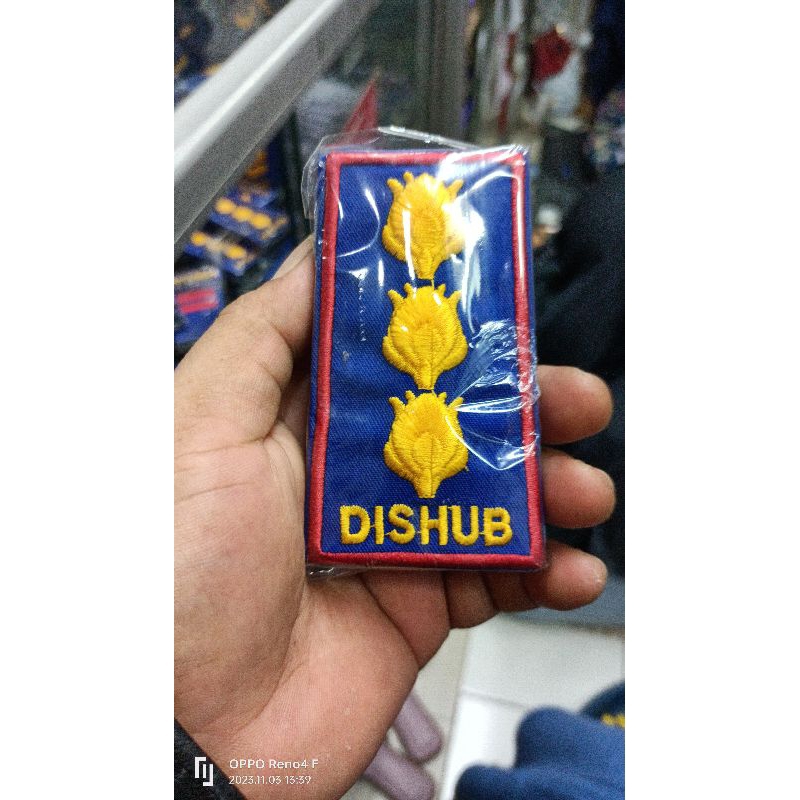 DISHUB
OPPO Reno4 F
2023.11.03 13:39